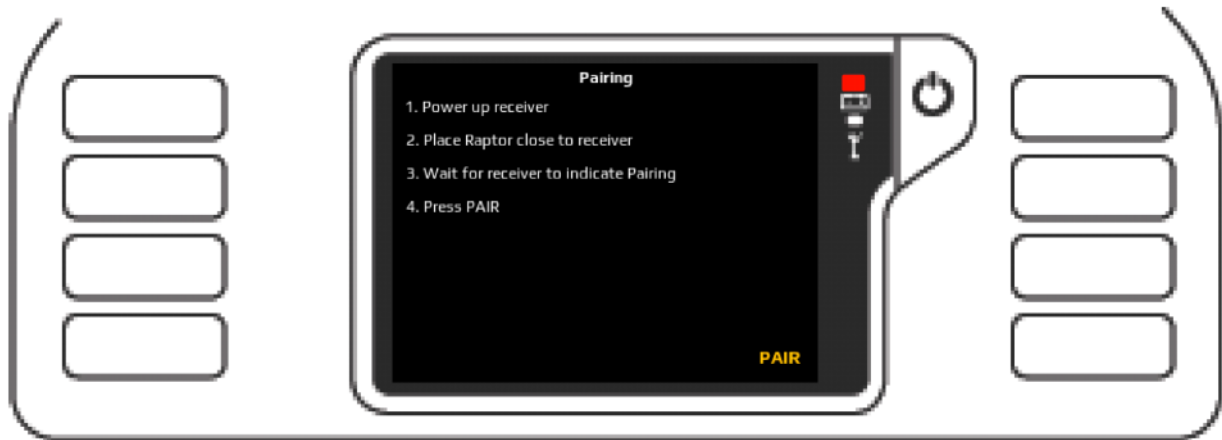 Pairing
1. Power up receiver
2. Place Raptor close to receiver
3. Wait for receiver to indicate Pairing
4. Press PAIR
PAIR